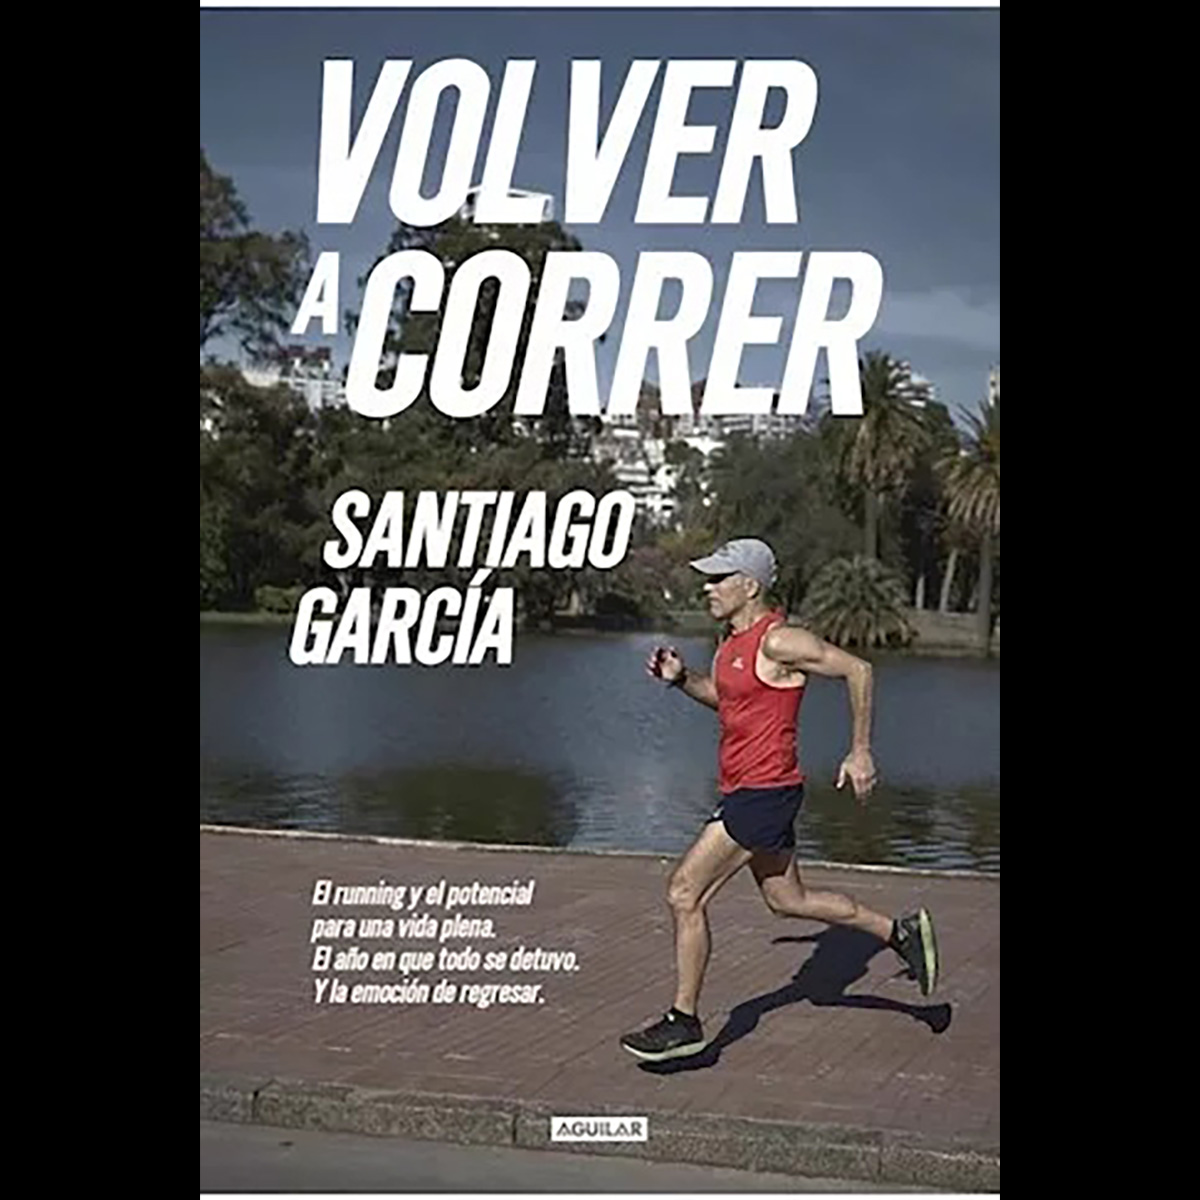 VOLVER
A CORRER
SANTIAGO
GARCÍA
El running y el potencial
para una vida plena.
El año en que todo se detuvo.
Y la emoción de regresar.
AGUILAR